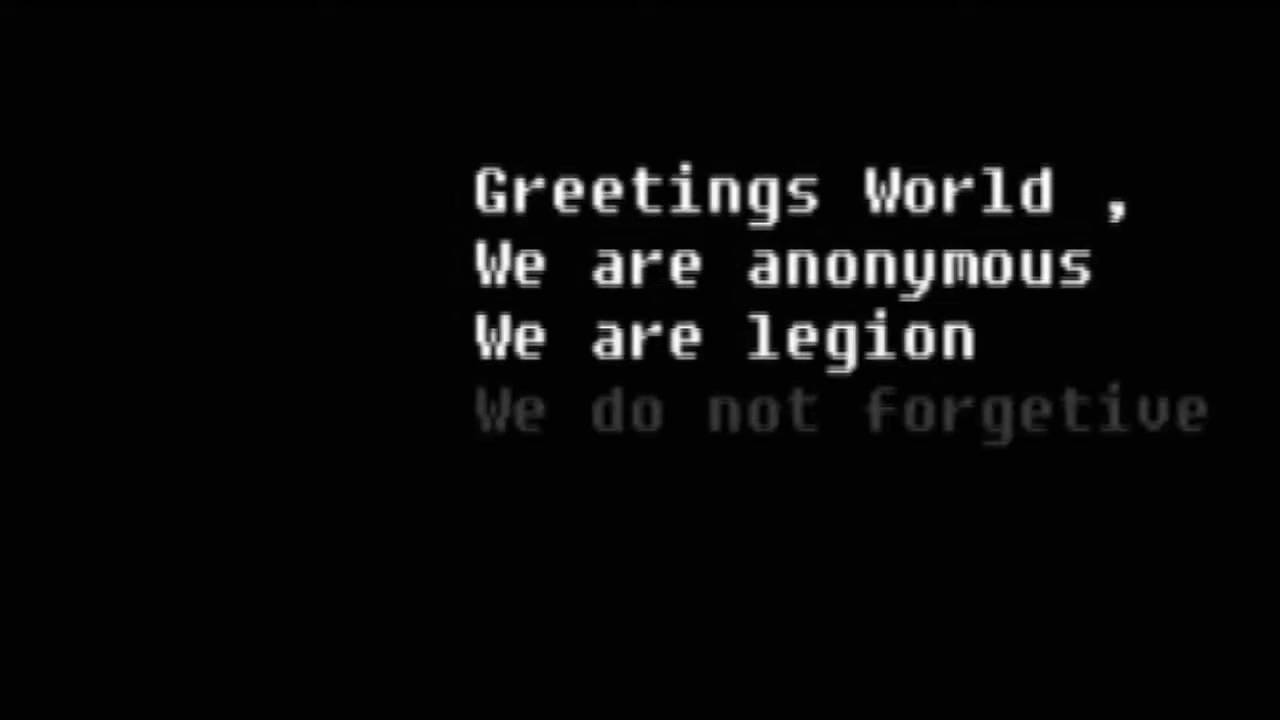 Greetings World ,
We are anonymous
We are legion
We do not forgetive